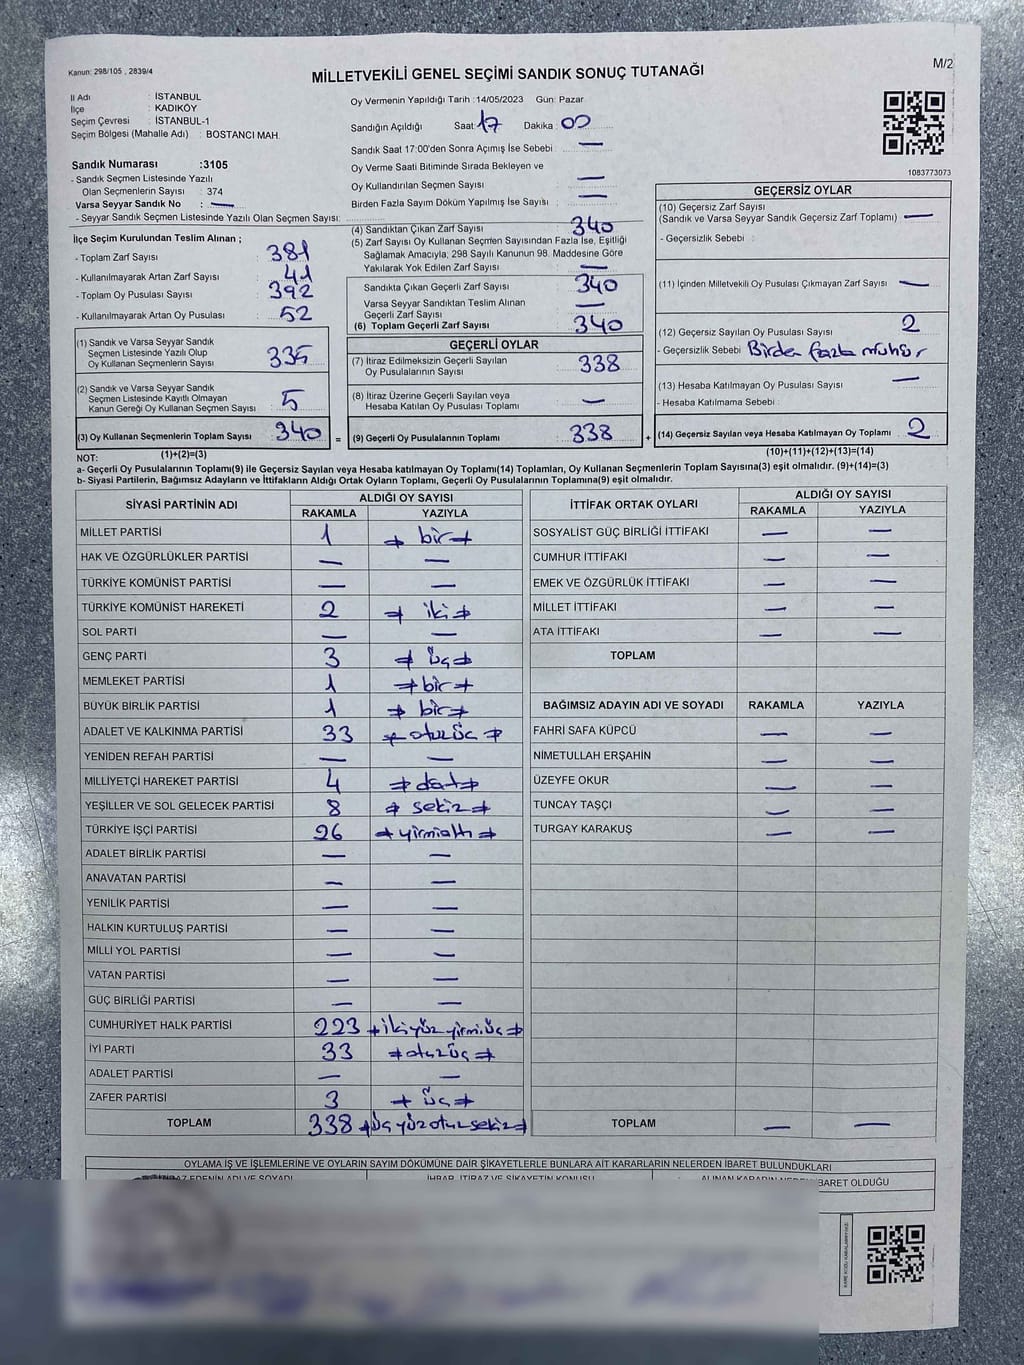 Kanun: 298/105 , 2839/4
MİLLETVEKİLİ GENEL SEÇİMİ SANDIK SONUÇ TUTANAĞI
M/2
İl Adı : İSTANBUL
İlçe : KADIKÖY
Seçim Çevresi : İSTANBUL-1
Seçim Bölgesi (Mahalle Adı) : BOSTANCI MAH.
Oy Vermenin Yapıldığı Tarih :14/05/2023 Gün: Pazar
Sandığın Açıldığı Saat: 17 Dakika : 00
Sandık Saat 17:00'den Sonra Açımış İse Sebebi : —
Oy Verme Saati Bitiminde Sırada Bekleyen ve
Oy Kullandırılan Seçmen Sayısı : —
Birden Fazla Sayım Döküm Yapılmış İse Sayısı : —
1083773073
Sandık Numarası :3105
- Sandık Seçmen Listesinde Yazılı
Olan Seçmenlerin Sayısı : 374
Varsa Seyyar Sandık No : —
- Seyyar Sandık Seçmen Listesinde Yazılı Olan Seçmen Sayısı:
İlçe Seçim Kurulundan Teslim Alınan ;
- Toplam Zarf Sayısı : 381
- Kullanılmayarak Artan Zarf Sayısı : 41
- Toplam Oy Pusulası Sayısı : 392
- Kullanılmayarak Artan Oy Pusulası : 52
(1) Sandık ve Varsa Seyyar Sandık
Seçmen Listesinde Yazılı Olup
Oy Kullanan Seçmenlerin Sayısı : 335
(2) Sandık ve Varsa Seyyar Sandık
Seçmen Listesinde Kayıtlı Olmayan
Kanun Gereği Oy Kullanan Seçmen Sayısı : 5
(3) Oy Kullanan Seçmenlerin Toplam Sayısı : 340 =
(4) Sandıktan Çıkan Zarf Sayısı : 340
(5) Zarf Sayısı Oy Kullanan Seçmen Sayısından Fazla İse, Eşitliği
Sağlamak Amacıyla, 298 Sayılı Kanunun 98. Maddesine Göre
Yakılarak Yok Edilen Zarf Sayısı : —
Sandıkta Çıkan Geçerli Zarf Sayısı : 340
Varsa Seyyar Sandıktan Teslim Alınan
Geçerli Zarf Sayısı : —
(6) Toplam Geçerli Zarf Sayısı : 340
GEÇERLİ OYLAR
(7) İtiraz Edilmeksizin Geçerli Sayılan
Oy Pusulalarının Sayısı : 338
(8) İtiraz Üzerine Geçerli Sayılan veya
Hesaba Katılan Oy Pusulaları Toplamı : —
(9) Geçerli Oy Pusulalarının Toplamı : 338 +
GEÇERSİZ OYLAR
(10) Geçersiz Zarf Sayısı
(Sandık ve Varsa Seyyar Sandık Geçersiz Zarf Toplamı) : —
- Geçersizlik Sebebi :
(11) İçinden Milletvekili Oy Pusulası Çıkmayan Zarf Sayısı : —
(12) Geçersiz Sayılan Oy Pusulası Sayısı : 2
- Geçersizlik Sebebi : Birden fazla mühür
(13) Hesaba Katılmayan Oy Pusulası Sayısı : —
- Hesaba Katılmama Sebebi :
(14) Geçersiz Sayılan veya Hesaba Katılmayan Oy Toplamı : 2
NOT: (1)+(2)=(3) (10)+(11)+(12)+(13)=(14)
a- Geçerli Oy Pusulalarının Toplamı(9) ile Geçersiz Sayılan veya Hesaba katılmayan Oy Toplamı(14) Toplamları, Oy Kullanan Seçmenlerin Toplam Sayısına(3) eşit olmalıdır. (9)+(14)=(3)
b- Siyasi Partilerin, Bağımsız Adayların ve İttifakların Aldığı Ortak Oyların Toplamı, Geçerli Oy Pusulalarının Toplamına(9) eşit olmalıdır.
SİYASİ PARTİNİN ADI ALDIĞI OY SAYISI
RAKAMLA YAZIYLA
MİLLET PARTİSİ 1 bir
HAK VE ÖZGÜRLÜKLER PARTİSİ — —
TÜRKİYE KOMÜNİST PARTİSİ — —
TÜRKİYE KOMÜNİST HAREKETİ 2 iki
SOL PARTİ — —
GENÇ PARTİ 3 üç
MEMLEKET PARTİSİ 1 bir
BÜYÜK BİRLİK PARTİSİ 1 bir
ADALET VE KALKINMA PARTİSİ 33 otuzüç
YENİDEN REFAH PARTİSİ — —
MİLLİYETÇİ HAREKET PARTİSİ 4 dört
YEŞİLLER VE SOL GELECEK PARTİSİ 8 sekiz
TÜRKİYE İŞÇİ PARTİSİ 26 yirmialtı
ADALET BİRLİK PARTİSİ — —
ANAVATAN PARTİSİ — —
YENİLİK PARTİSİ — —
HALKIN KURTULUŞ PARTİSİ — —
MİLLİ YOL PARTİSİ — —
VATAN PARTİSİ — —
GÜÇ BİRLİĞİ PARTİSİ — —
CUMHURİYET HALK PARTİSİ 223 ikiyüzyirmiüç
İYİ PARTİ 33 otuzüç
ADALET PARTİSİ — —
ZAFER PARTİSİ 3 üç
TOPLAM 338 üçyüzotuzsekiz
İTTİFAK ORTAK OYLARI ALDIĞI OY SAYISI
RAKAMLA YAZIYLA
SOSYALİST GÜÇ BİRLİĞİ İTTİFAKI — —
CUMHUR İTTİFAKI — —
EMEK VE ÖZGÜRLÜK İTTİFAKI — —
MİLLET İTTİFAKI — —
ATA İTTİFAKI — —
TOPLAM
BAĞIMSIZ ADAYIN ADI VE SOYADI RAKAMLA YAZIYLA
FAHRİ SAFA KÜPCÜ — —
NİMETULLAH ERŞAHİN — —
ÜZEYFE OKUR — —
TUNCAY TAŞÇI — —
TURGAY KARAKUŞ — —
TOPLAM — —
OYLAMA İŞ VE İŞLEMLERİNE VE OYLARIN SAYIM DÖKÜMÜNE DAİR ŞİKAYETLERLE BUNLARA AİT KARARLARIN NELERDEN İBARET BULUNDUKLARI
EDENİN ADI VE SOYADI İHBAR, İTİRAZ VE ŞİKAYETİN KONUSU ALINAN KARARIN NEDEN İBARET OLDUĞU